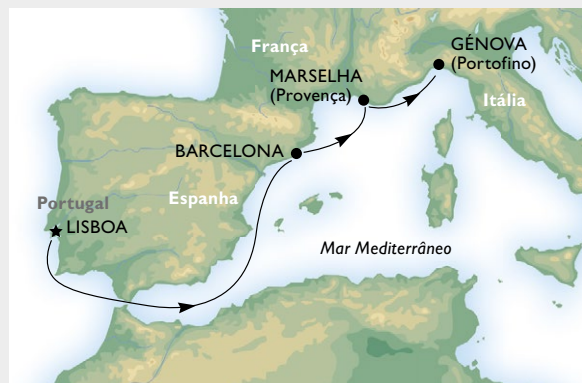 França
GÉNOVA
(Portofino)
MARSELHA
(Provença)
Itália
BARCELONA
Portugal
Espanha
LISBOA
Mar Mediterrâneo